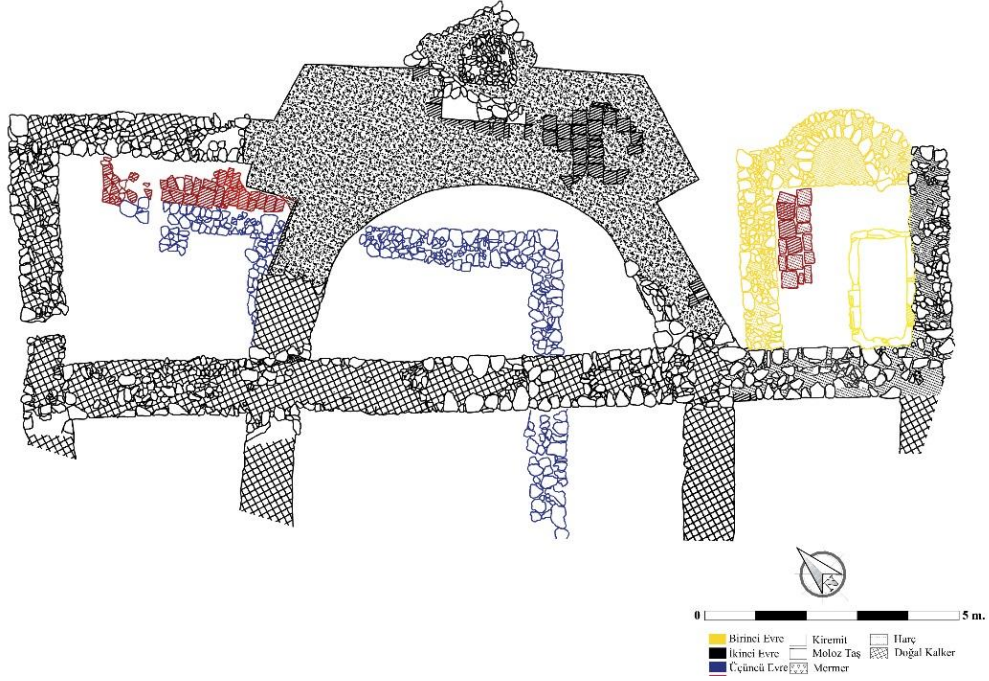 0 5 m.
Birinci Evre Kiremit Harç
İkinci Evre Moloz Taş Doğal Kalker
Üçüncü Evre Mermer